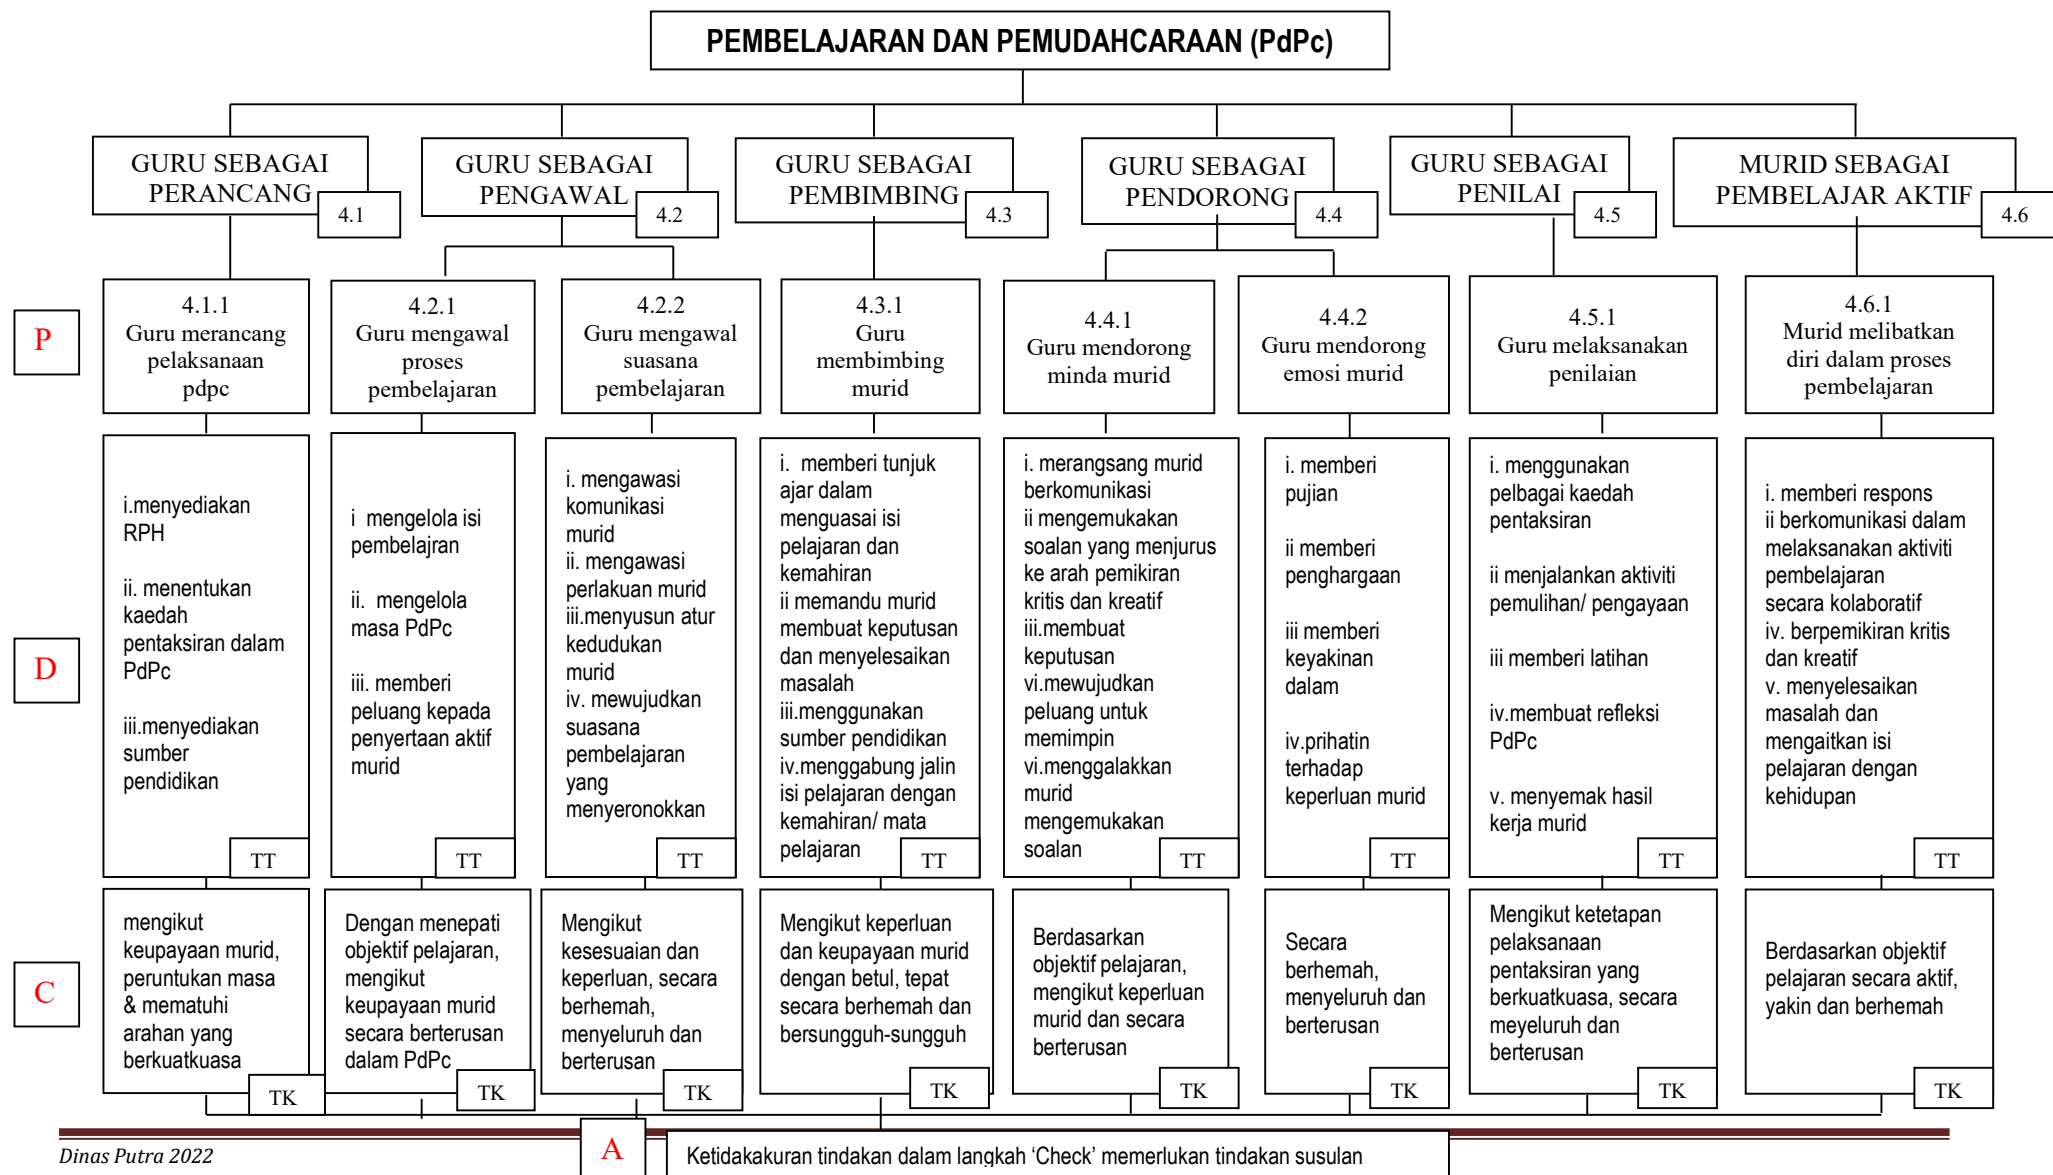 PEMBELAJARAN DAN PEMUDAHCARAAN (PdPc)
GURU SEBAGAI
PERANCANG
4.1
GURU SEBAGAI
PENGAWAL
4.2
GURU SEBAGAI
PEMBIMBING
4.3
GURU SEBAGAI
PENDORONG
4.4
GURU SEBAGAI
PENILAI
4.5
MURID SEBAGAI
PEMBELAJAR AKTIF
4.6
P
4.1.1
Guru merancang
pelaksanaan
pdpc
4.2.1
Guru mengawal
proses
pembelajaran
4.2.2
Guru mengawal
suasana
pembelajaran
4.3.1
Guru
membimbing
murid
4.4.1
Guru mendorong
minda murid
4.4.2
Guru mendorong
emosi murid
4.5.1
Guru melaksanakan
penilaian
4.6.1
Murid melibatkan
diri dalam proses
pembelajaran
D
i.menyediakan
RPH
ii. menentukan
kaedah
pentaksiran dalam
PdPc
iii.menyediakan
sumber
pendidikan
TT
i mengelola isi
pembelajran
ii. mengelola
masa PdPc
iii. memberi
peluang kepada
penyertaan aktif
murid
TT
i. mengawasi
komunikasi
murid
ii. mengawasi
perlakuan murid
iii.menyusun atur
kedudukan
murid
iv. mewujudkan
suasana
pembelajaran
yang
menyeronokkan
TT
i. memberi tunjuk
ajar dalam
menguasai isi
pelajaran dan
kemahiran
ii memandu murid
membuat keputusan
dan menyelesaikan
masalah
iii.menggunakan
sumber pendidikan
iv.menggabung jalin
isi pelajaran dengan
kemahiran/ mata
pelajaran
TT
i. merangsang murid
berkomunikasi
ii mengemukakan
soalan yang menjurus
ke arah pemikiran
kritis dan kreatif
iii.membuat
keputusan
vi.mewujudkan
peluang untuk
memimpin
vi.menggalakkan
murid
mengemukakan
soalan
TT
i. memberi
pujian
ii memberi
penghargaan
iii memberi
keyakinan
dalam
iv.prihatin
terhadap
keperluan murid
TT
i. menggunakan
pelbagai kaedah
pentaksiran
ii menjalankan aktiviti
pemulihan/ pengayaan
iii memberi latihan
iv.membuat refleksi
PdPc
v. menyemak hasil
kerja murid
TT
i. memberi respons
ii berkomunikasi dalam
melaksanakan aktiviti
pembelajaran
secara kolaboratif
iv. berpemikiran kritis
dan kreatif
v. menyelesaikan
masalah dan
mengaitkan isi
pelajaran dengan
kehidupan
TT
C
mengikut
keupayaan murid,
peruntukan masa
& mematuhi
arahan yang
berkuatkuasa
TK
Dengan menepati
objektif pelajaran,
mengikut
keupayaan murid
secara berterusan
dalam PdPc
TK
Mengikut
kesesuaian dan
keperluan, secara
berhemah,
menyeluruh dan
berterusan
TK
Mengikut keperluan
dan keupayaan murid
dengan betul, tepat
secara berhemah dan
bersungguh-sungguh
TK
Berdasarkan
objektif pelajaran,
mengikut keperluan
murid dan secara
berterusan
TK
Secara
berhemah,
menyeluruh dan
berterusan
TK
Mengikut ketetapan
pelaksanaan
pentaksiran yang
berkuatkuasa, secara
meyeluruh dan
berterusan
TK
Berdasarkan objektif
pelajaran secara aktif,
yakin dan berhemah
TK
A
Ketidakakuran tindakan dalam langkah ‘Check’ memerlukan tindakan susulan
Dinas Putra 2022